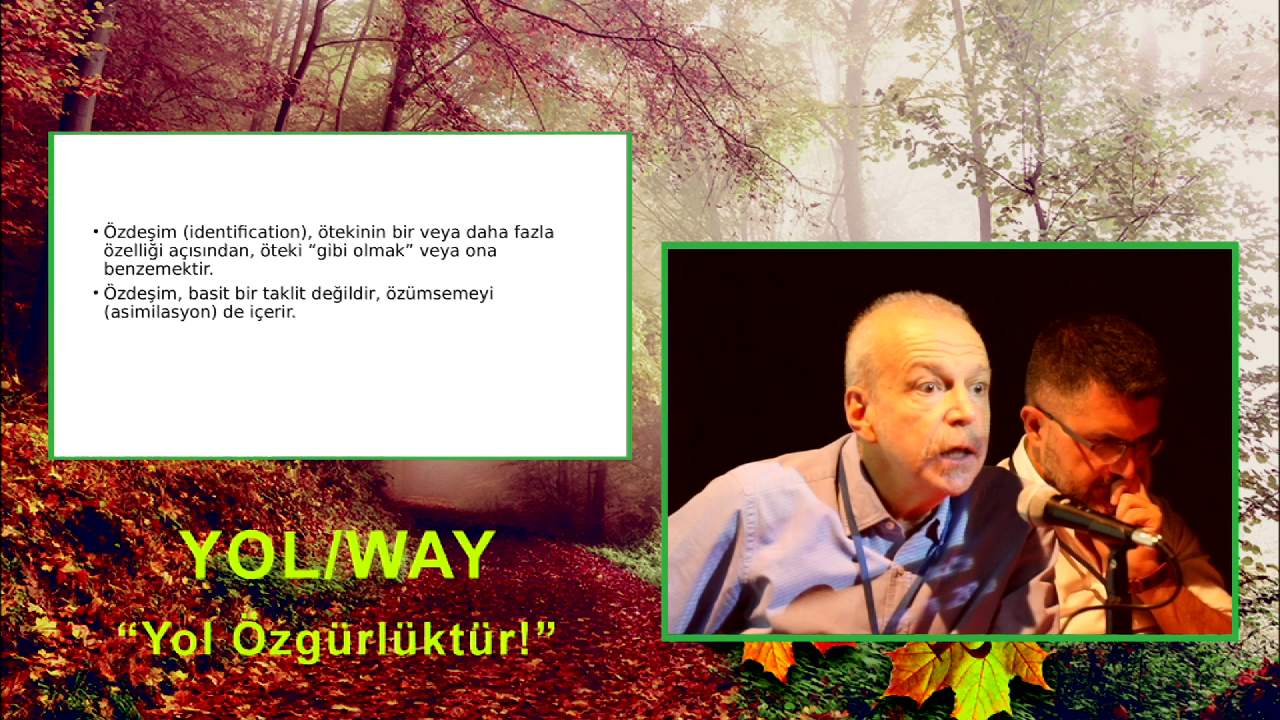 • Özdeşim (identification), ötekinin bir veya daha fazla
özelliği açısından, öteki “gibi olmak” veya ona
benzemektir.
• Özdeşim, basit bir taklit değildir, özümsemeyi
(asimilasyon) de içerir.
YOL/WAY
“Yol Özgürlüktür!”